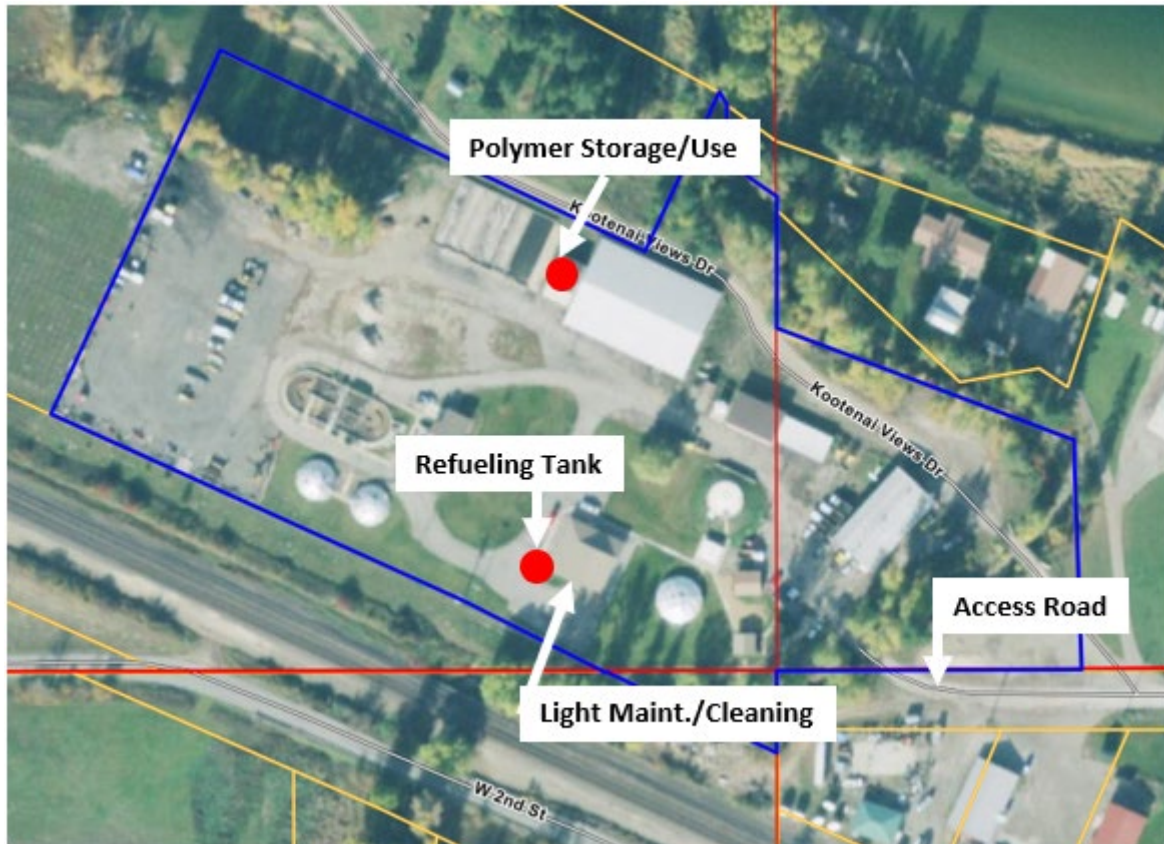 Polymer Storage/Use
Kootenai Views Dr
Kootenai Views Dr
Refueling Tank
Access Road
Light Maint./Cleaning
W 2nd St